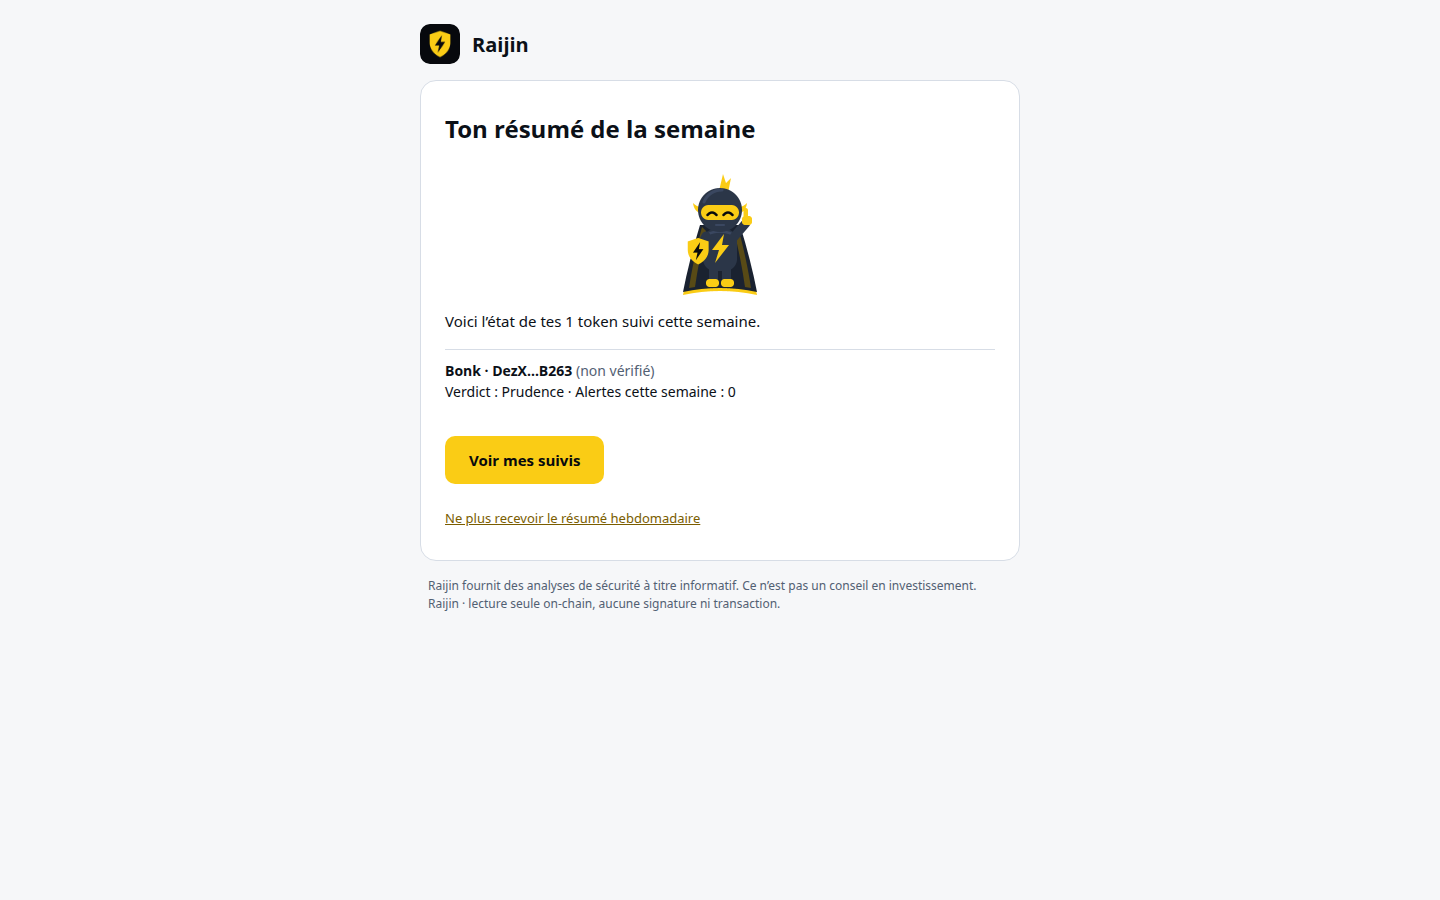 Raijin
Ton résumé de la semaine
Voici l’état de tes 1 token suivi cette semaine.
Bonk · DezX…B263 (non vérifié)
Verdict : Prudence · Alertes cette semaine : 0
Voir mes suivis
Ne plus recevoir le résumé hebdomadaire
Raijin fournit des analyses de sécurité à titre informatif. Ce n’est pas un conseil en investissement.
Raijin · lecture seule on-chain, aucune signature ni transaction.